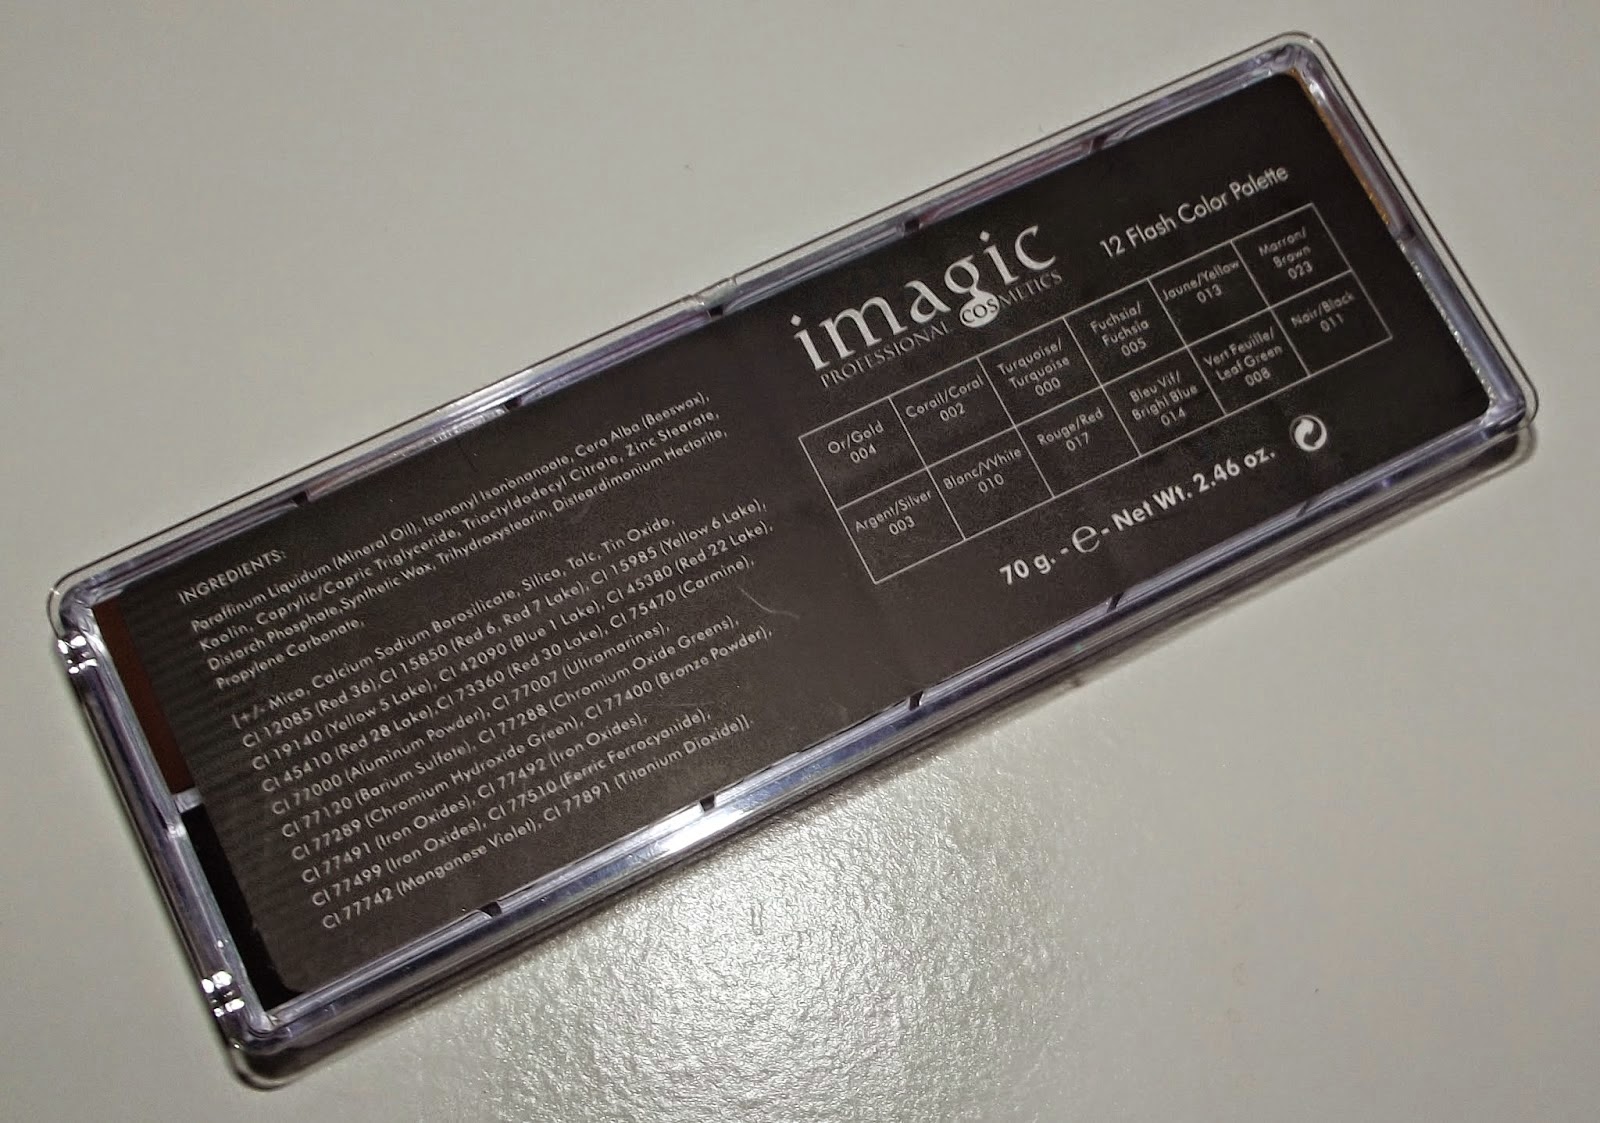 INGREDIENTS:
Paraffinum Liquidum (Mineral Oil), Isononyl Isononanoate, Cera Alba (Beeswax),
Kaolin, Caprylic/Capric Triglyceride, Trioctyldodecyl Citrate, Zinc Stearate,
Distarch Phosphate,Synthetic Wax, Trihydroxystearin, Disteardimonium Hectorite,
Propylene Carbonate,
[+/- Mica, Calcium Sodium Borosilicate, Silica, Talc, Tin Oxide,
CI 12085 (Red 36), CI 15850 (Red 6, Red 7 Lake), CI 15985 (Yellow 6 Lake),
CI 19140 (Yellow 5 Lake), CI 42090 (Blue 1 Lake), CI 45380 (Red 22 Lake),
CI 45410 (Red 28 Lake), CI 73360 (Red 30 Lake), CI 75470 (Carmine),
CI 77000 (Aluminum Powder), CI 77007 (Ultramarines),
CI 77120 (Barium Sulfate), CI 77288 (Chromium Oxide Greens),
CI 77289 (Chromium Hydroxide Green), CI 77400 (Bronze Powder),
CI 77491 (Iron Oxides), CI 77492 (Iron Oxides),
CI 77499 (Iron Oxides), CI 77510 (Ferric Ferrocyanide),
CI 77742 (Manganese Violet), CI 77891 (Titanium Dioxide)].
imagic
PROFESSIONAL COSMETICS
12 Flash Color Palette
Or/Gold
004
Corail/Coral
002
Turquoise/
Turquoise
000
Fuchsia/
Fuchsia
005
Jaune/Yellow
013
Marron/
Brown
023
Argent/Silver
003
Blanc/White
010
Rouge/Red
017
Bleu Vif/
Bright Blue
014
Vert Feuille/
Leaf Green
008
Noir/Black
011
70 g. - ℮ - Net Wt. 2.46 oz.